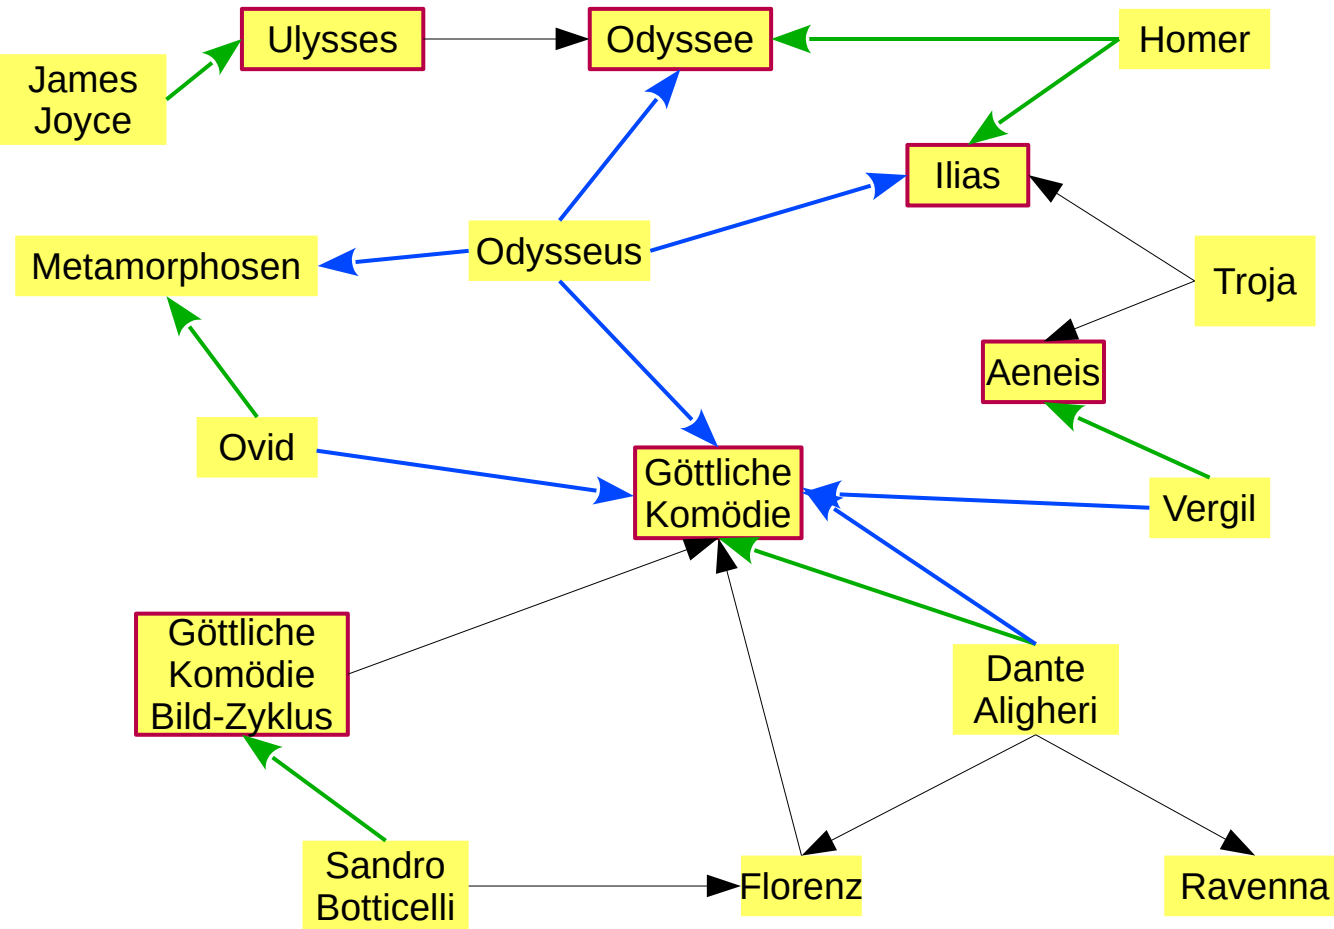 Ulysses
Odyssee
Homer
James
Joyce
Ilias
Odysseus
Metamorphosen
Troja
Aeneis
Ovid
Göttliche
Komödie
Vergil
Göttliche
Komödie
Bild-Zyklus
Dante
Aligheri
Sandro
Botticelli
Florenz
Ravenna